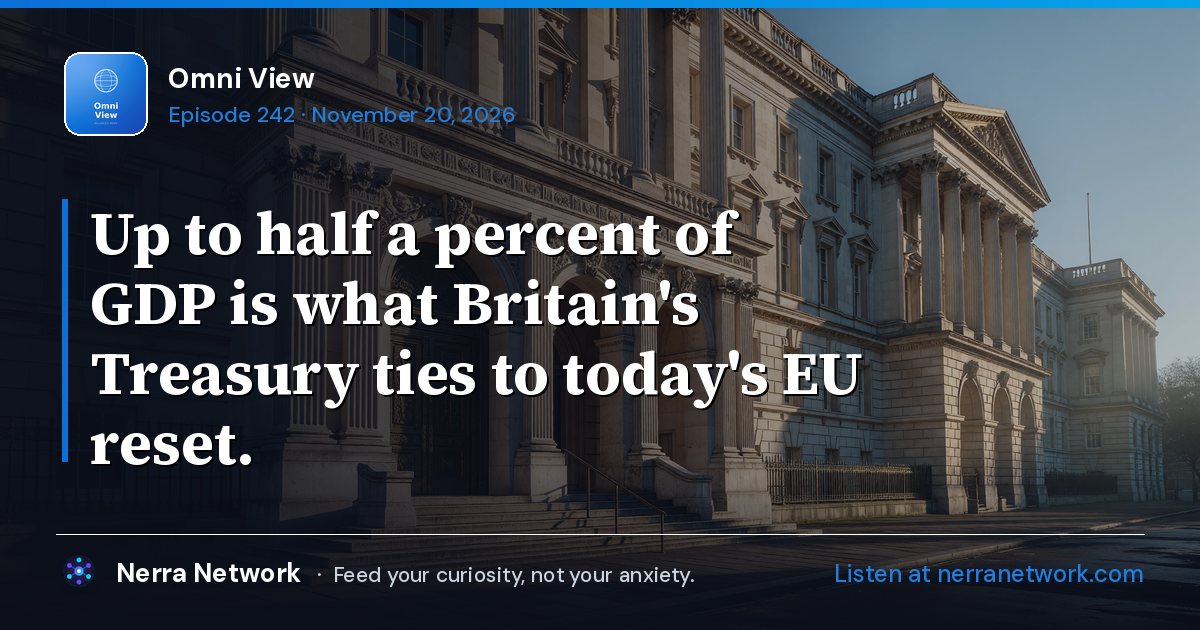 Omni View
Omni
View
Episode 242 · November 20, 2026
Up to half a percent of
GDP is what Britain's
Treasury ties to today's EU
reset.
Nerra Network · Feed your curiosity, not your anxiety.
Listen at nerranetwork.com